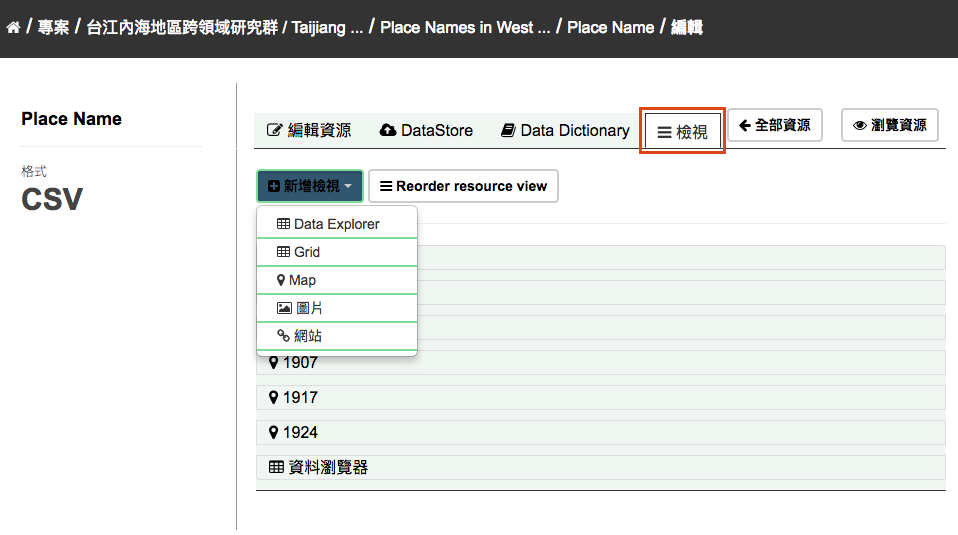 / 專案 / 台江內海地區跨領域研究群 / Taijiang ... / Place Names in West ... / Place Name / 編輯
Place Name
格式
CSV
編輯資源 DataStore Data Dictionary 檢視 全部資源 瀏覽資源
新增檢視 Reorder resource view
Data Explorer
Grid
Map
圖片
網站
1907
1917
1924
資料瀏覽器